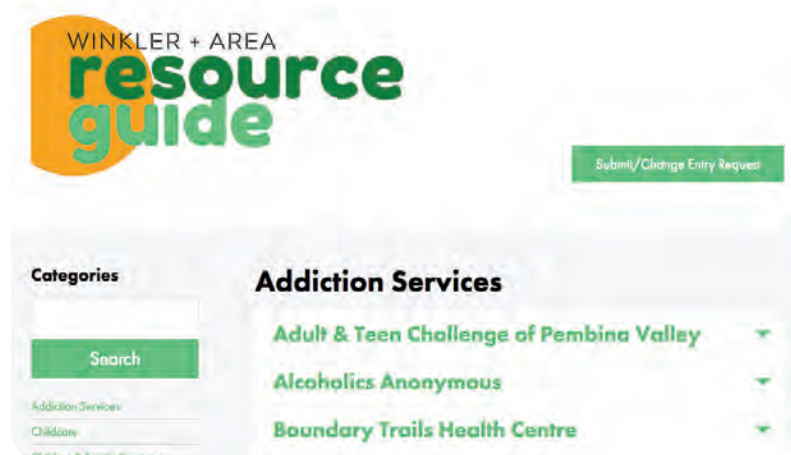 WINKLER + AREA
resource
guide
Submit/Change Entry Request
Categories
Search
Addiction Services
Childcare
Addiction Services
Adult & Teen Challenge of Pembina Valley
Alcoholics Anonymous
Boundary Trails Health Centre